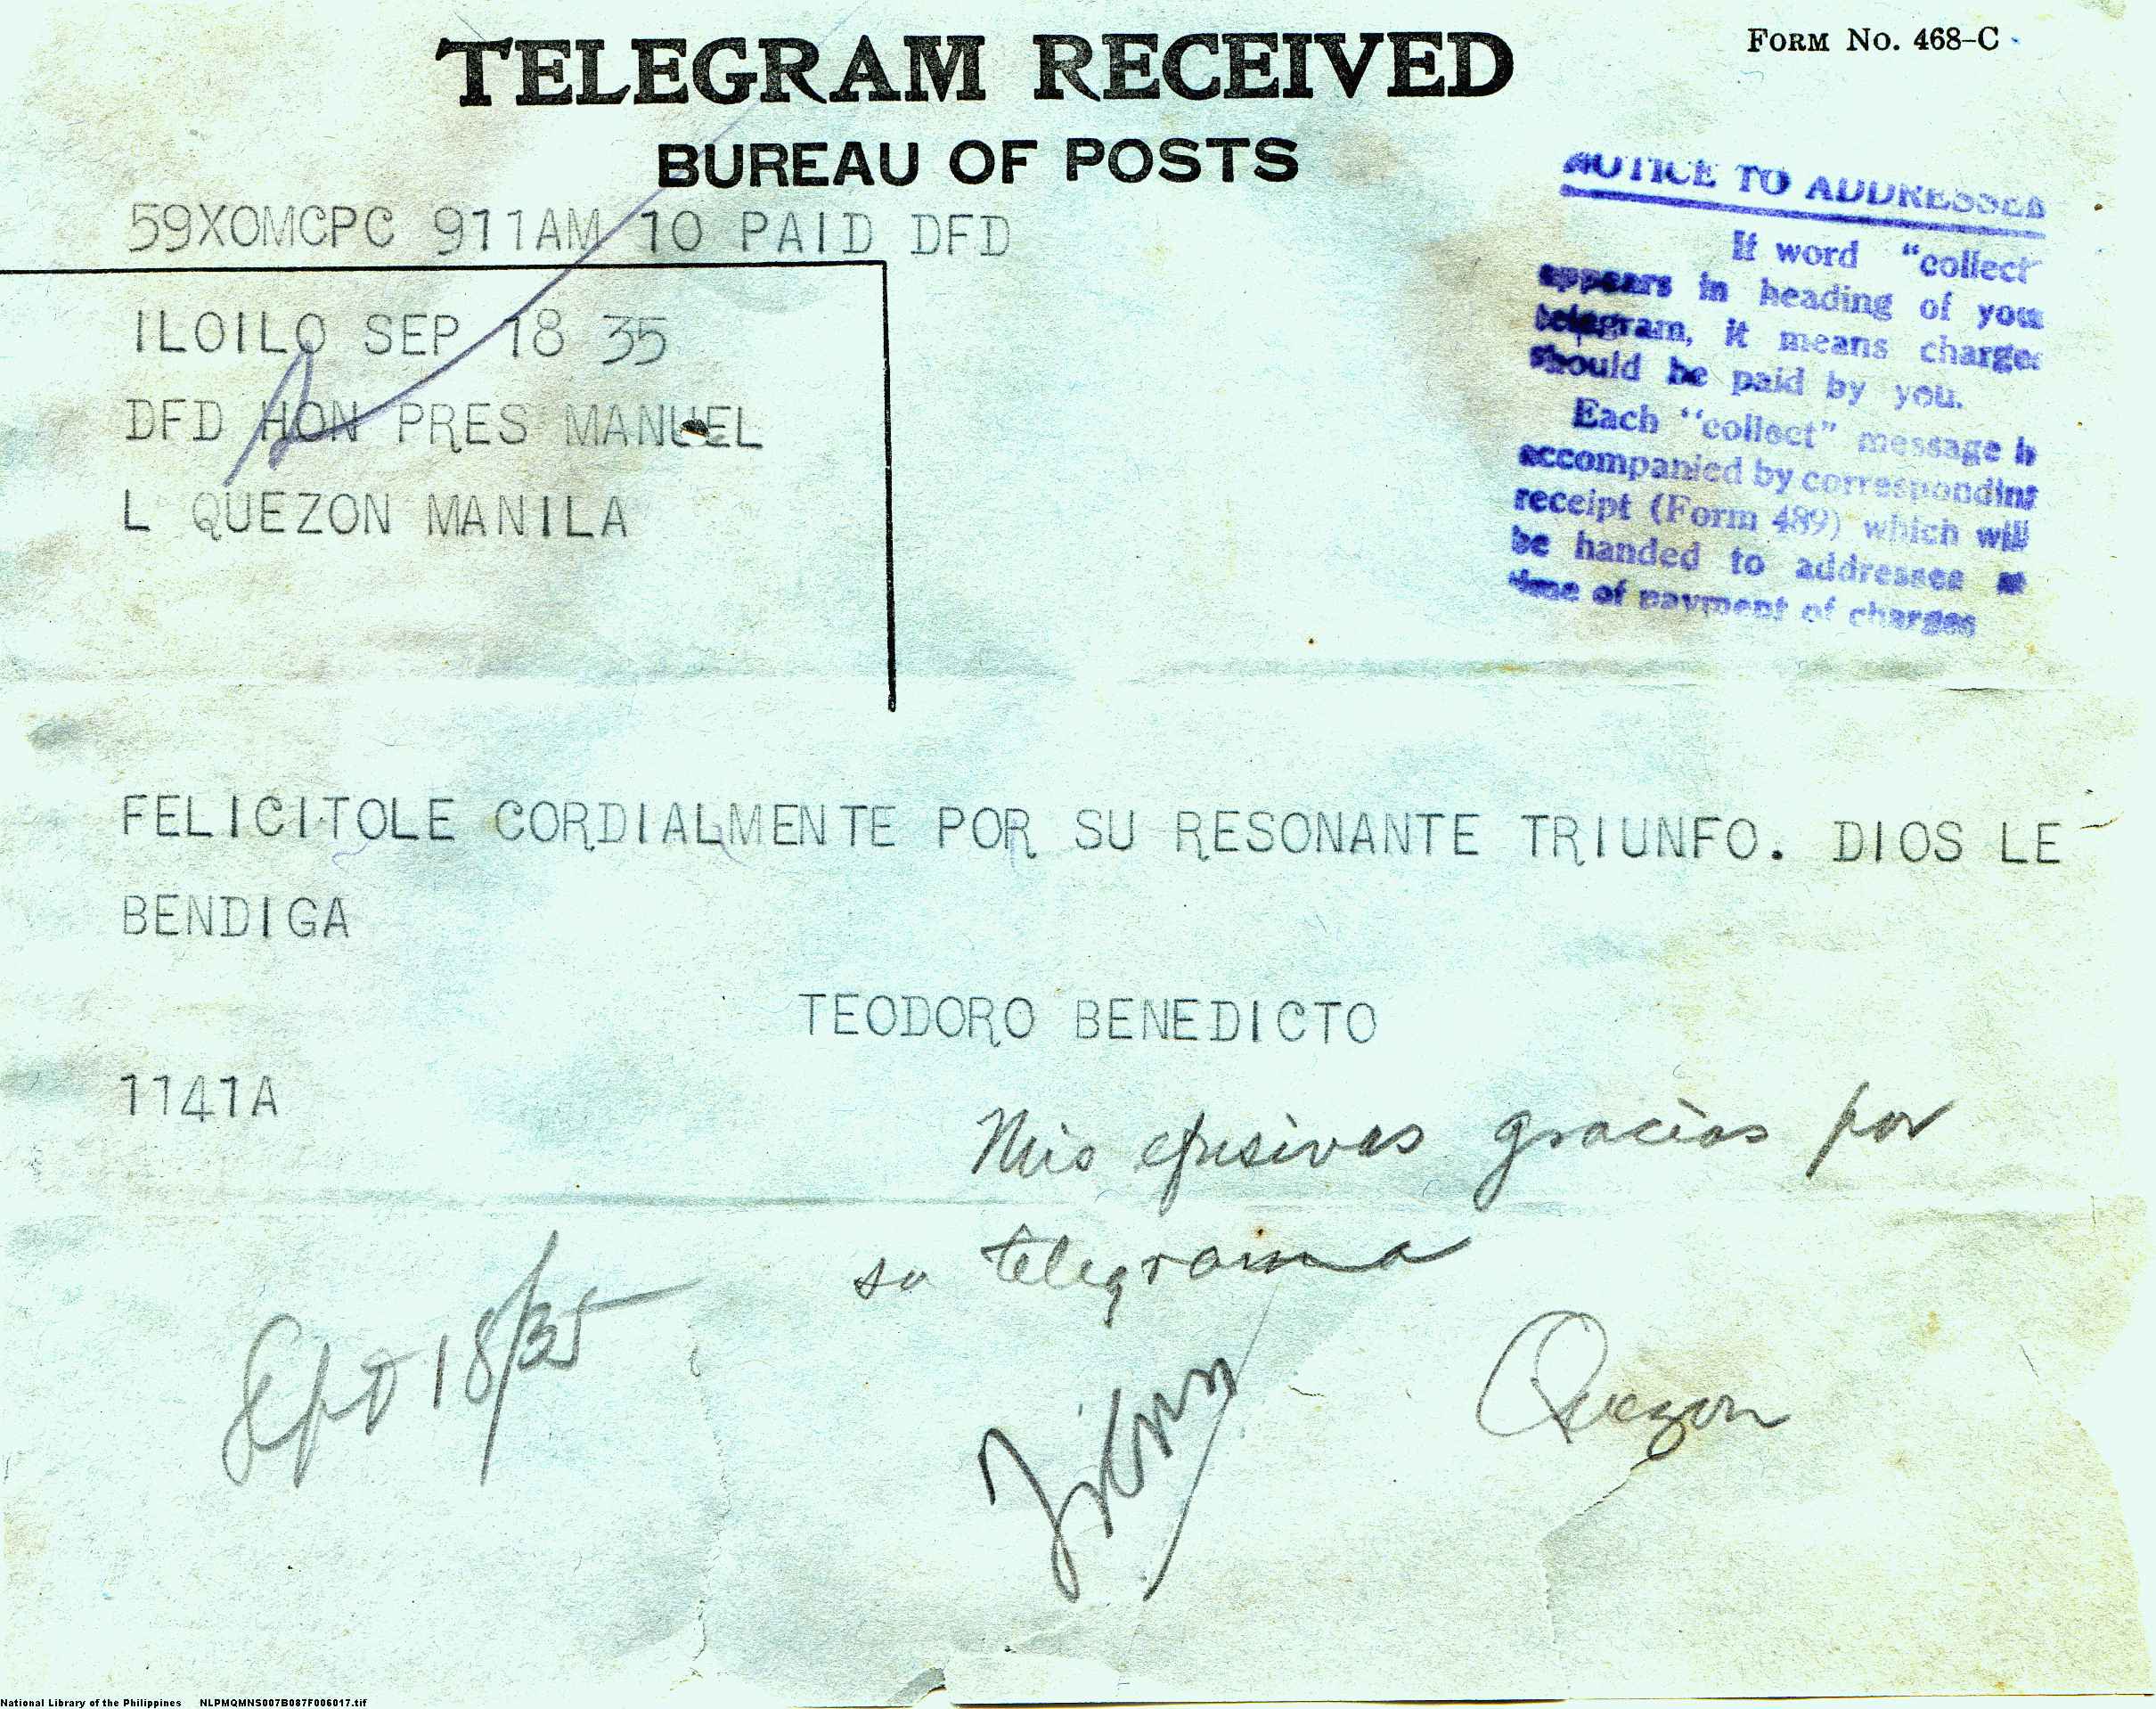 FORM No. 468-C
TELEGRAM RECEIVED
BUREAU OF POSTS
59XOMCPC 911AM 10 PAID DFD
ILOILO SEP 18 35
DFD HON PRES MANUEL
L QUEZON MANILA
NOTICE TO ADDRESSEE
If word "collect
appears in heading of your
telegram, it means charges
should be paid by you.
Each "collect" message is
accompanied by corresponding
receipt (Form 489) which will
be handed to addressee at
time of payment of charges
FELICITOLE CORDIALMENTE POR SU RESONANTE TRIUNFO. DIOS LE
BENDIGA
TEODORO BENEDICTO
1141A
Mis efusivas gracias por
su telegrama
Sept 18/35
Quezon
National Library of the Philippines NLPMQMNS007B087F006017.tif